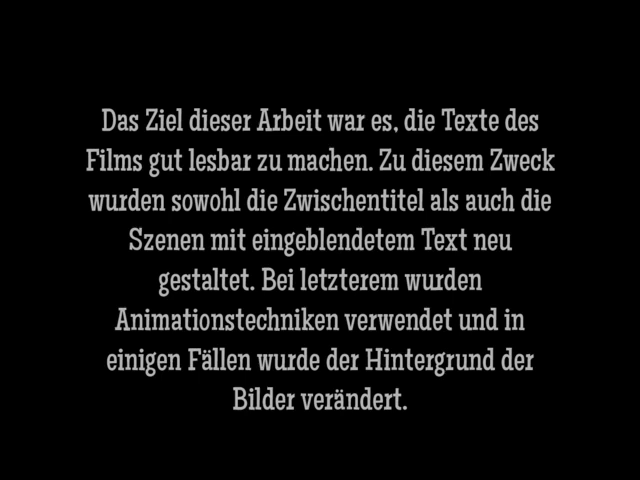 Das Ziel dieser Arbeit war es, die Texte des
Films gut lesbar zu machen. Zu diesem Zweck
wurden sowohl die Zwischentitel als auch die
Szenen mit eingeblendetem Text neu
gestaltet. Bei letzterem wurden
Animationstechniken verwendet und in
einigen Fällen wurde der Hintergrund der
Bilder verändert.